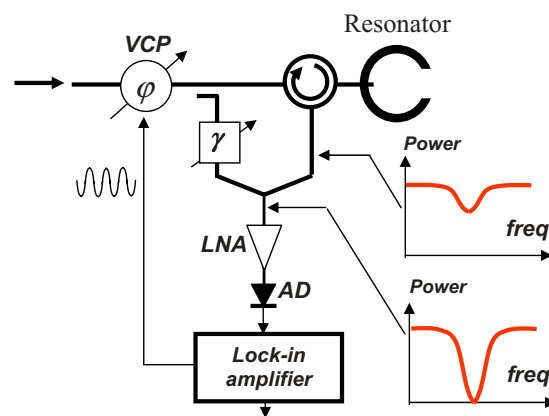 Resonator
VCP
φ
γ
Power
freq
LNA
AD
Power
freq
Lock-in
amplifier